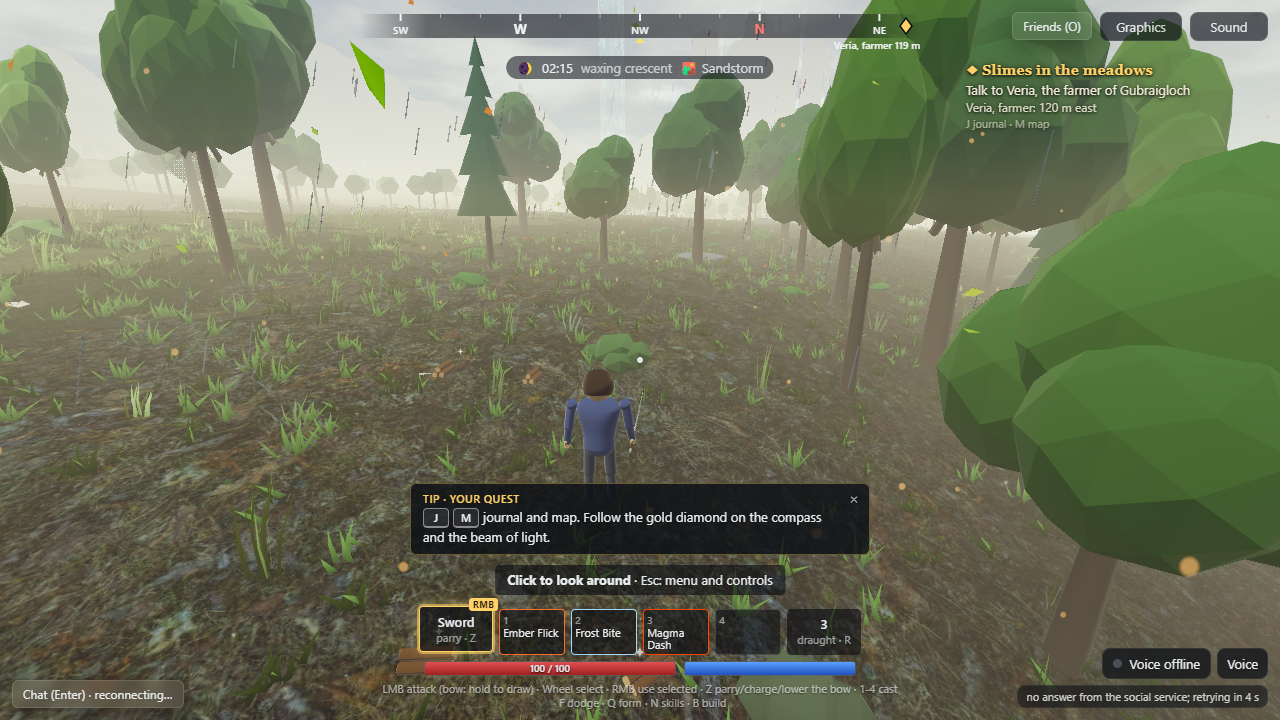 SW
W
NW
N
NE
Veria, farmer 119 m
Friends (O)
Graphics
Sound
02:15 waxing crescent Sandstorm
Slimes in the meadows
Talk to Veria, the farmer of Gubraigloch
Veria, farmer: 120 m east
J journal · M map
TIP · YOUR QUEST
×
J M journal and map. Follow the gold diamond on the compass
and the beam of light.
Click to look around · Esc: menu and controls
RMB
Sword
parry · Z
1
Ember Flick
2
Frost Bite
3
Magma
Dash
4
3
draught · R
100 / 100
LMB attack (bow: hold to draw) · Wheel select · RMB use selected · Z parry/charge/lower the bow · 1-4 cast
· F dodge · Q form · N skills · B build
Chat (Enter) · reconnecting...
Voice offline
Voice
no answer from the social service; retrying in 4 s